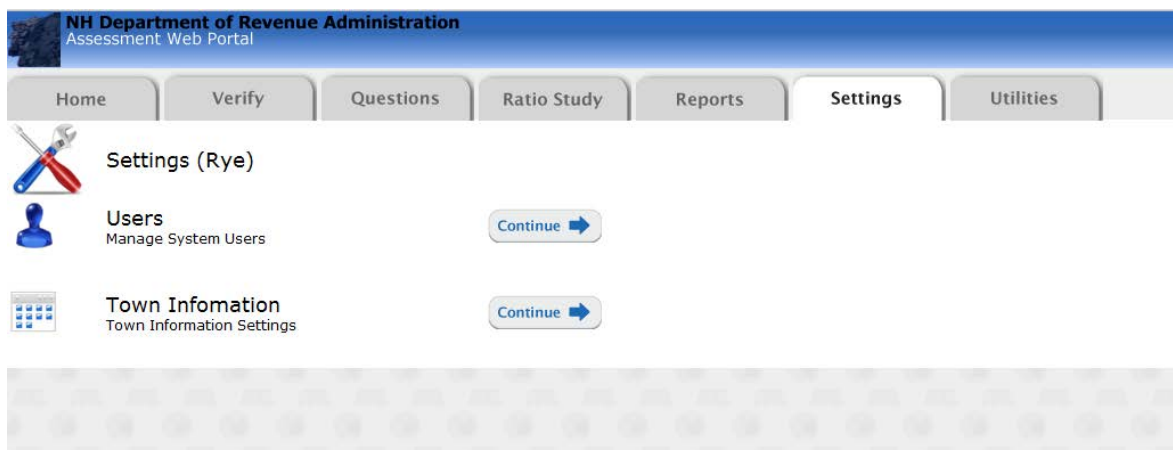 NH Department of Revenue Administration
Assessment Web Portal
Home Verify Questions Ratio Study Reports Settings Utilities
Settings (Rye)
Users
Manage System Users
Continue
Town Infomation
Town Information Settings
Continue